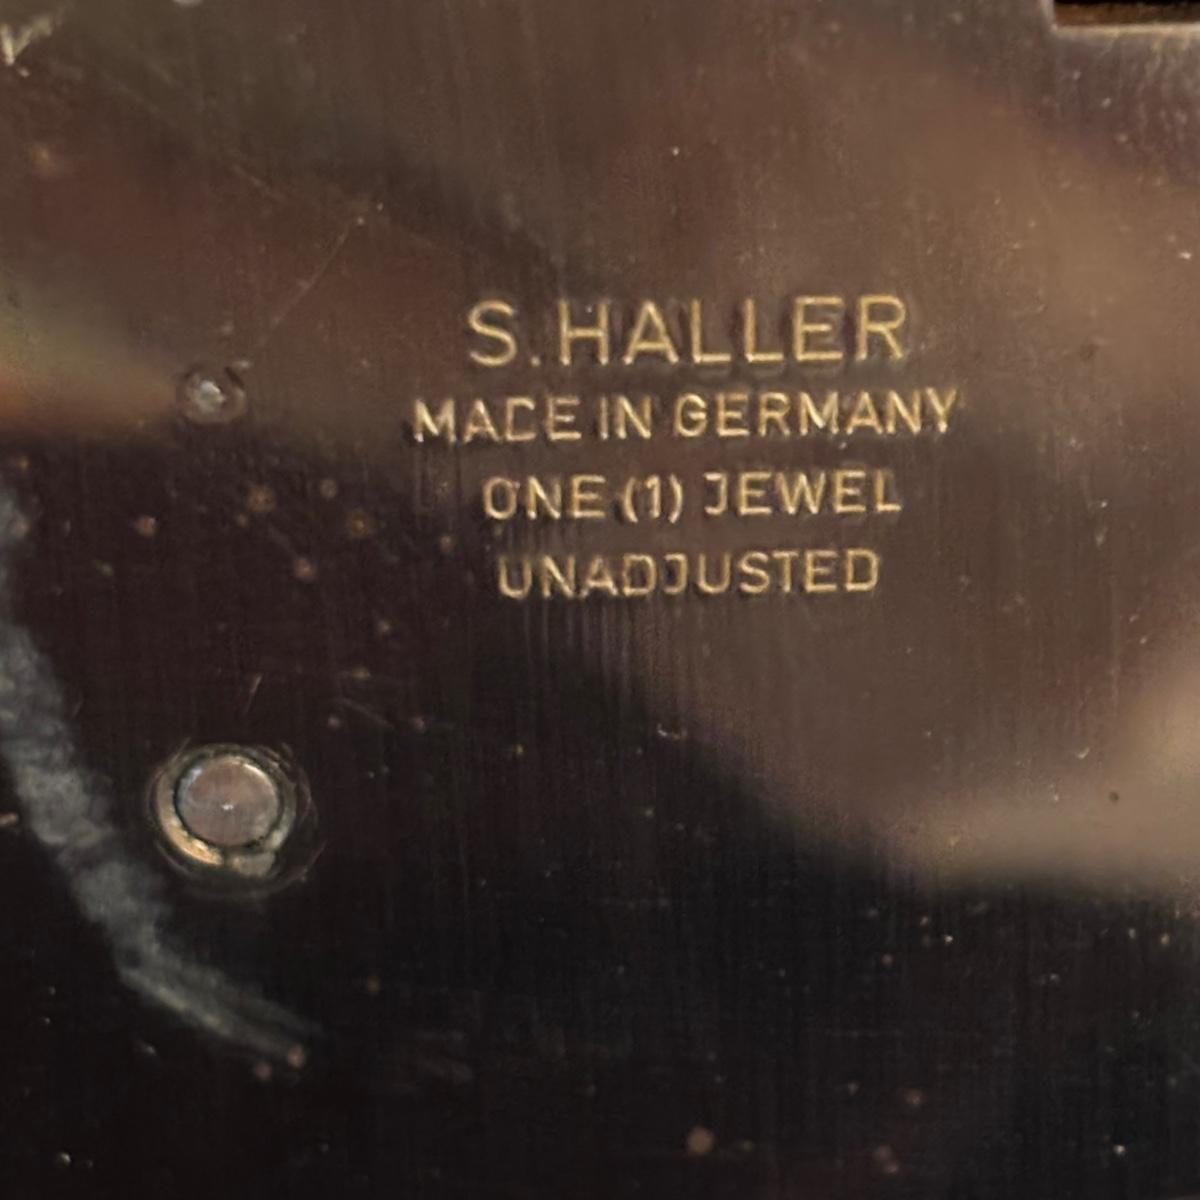 S. HALLER
MADE IN GERMANY
ONE (1) JEWEL
UNADJUSTED